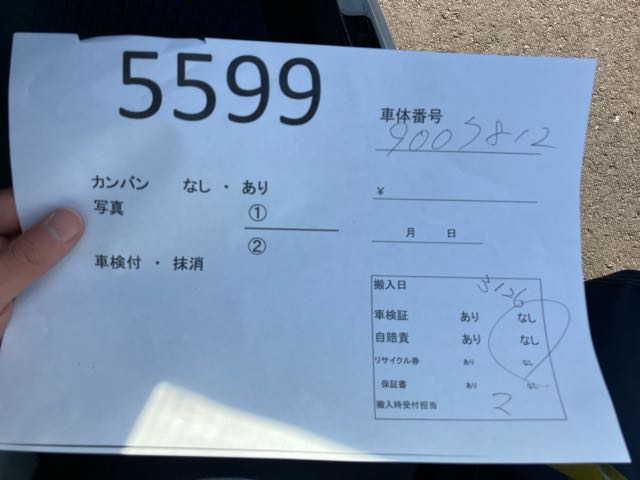 5599
車体番号
9005812
カンバン なし ・ あり
写真 ①
②
車検付 ・ 抹消
¥
月 日
搬入日 5/26
車検証 あり なし
自賠責 あり なし
リサイクル券 あり なし
保証書 あり なし
搬入時受付担当 2